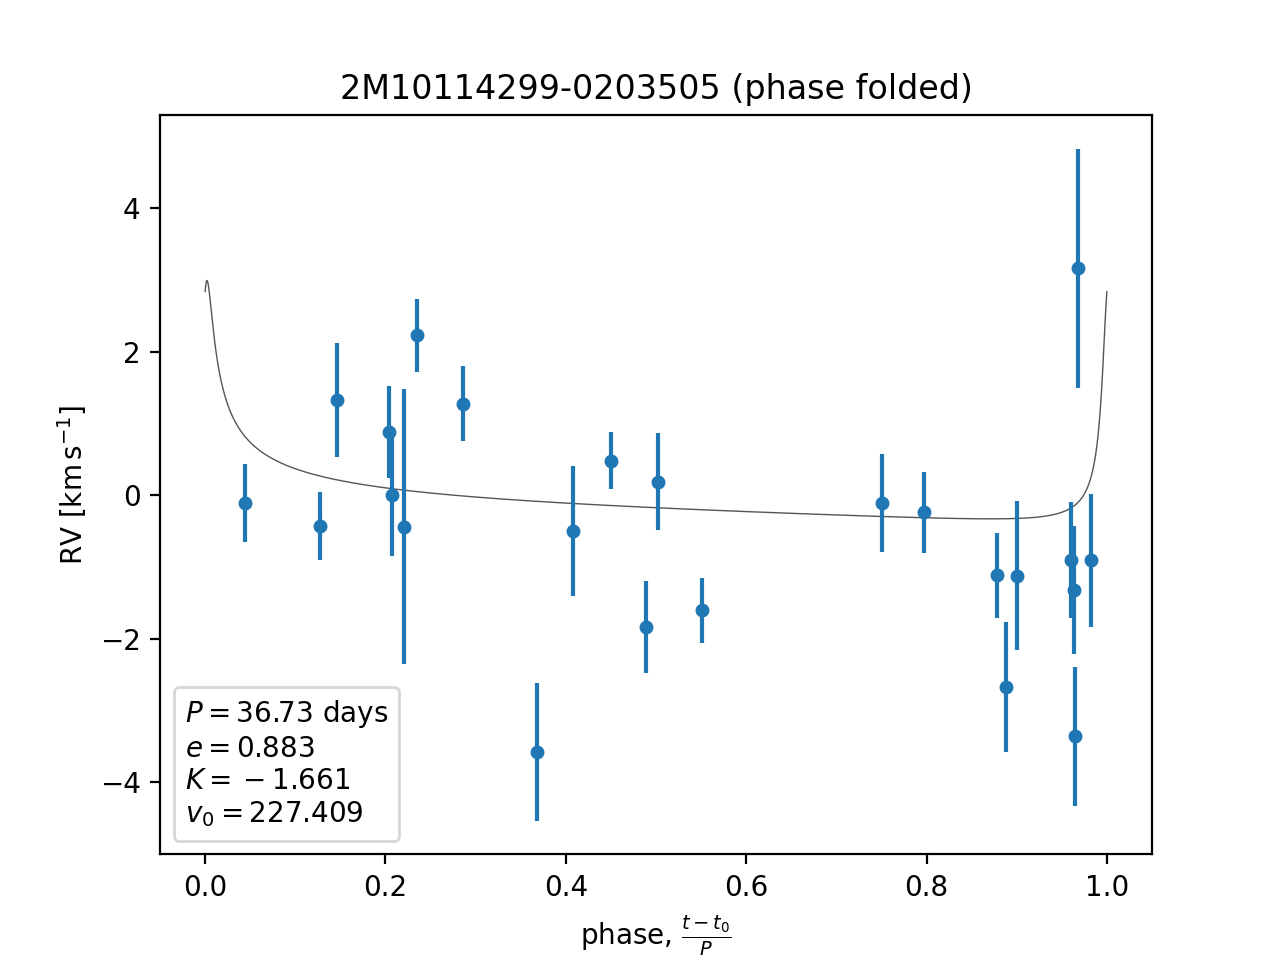 2M10114299-0203505 (phase folded)
RV [km s⁻¹]
4
2
0
−2
−4
P = 36.73 days
e = 0.883
K = −1.661
v₀ = 227.409
0.0 0.2 0.4 0.6 0.8 1.0
phase, (t − t₀)/P